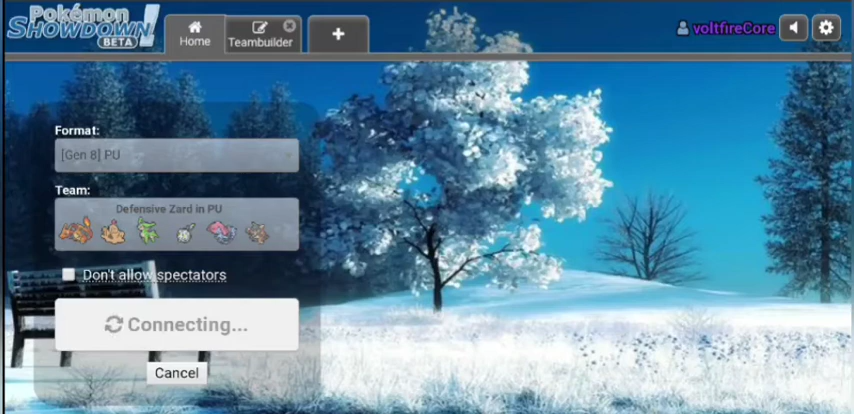 Pokémon
SHOWDOWN!
BETA
Home
Teambuilder
voltfireCore
Format:
[Gen 8] PU
Team:
Defensive Zard in PU
Don't allow spectators
Connecting...
Cancel